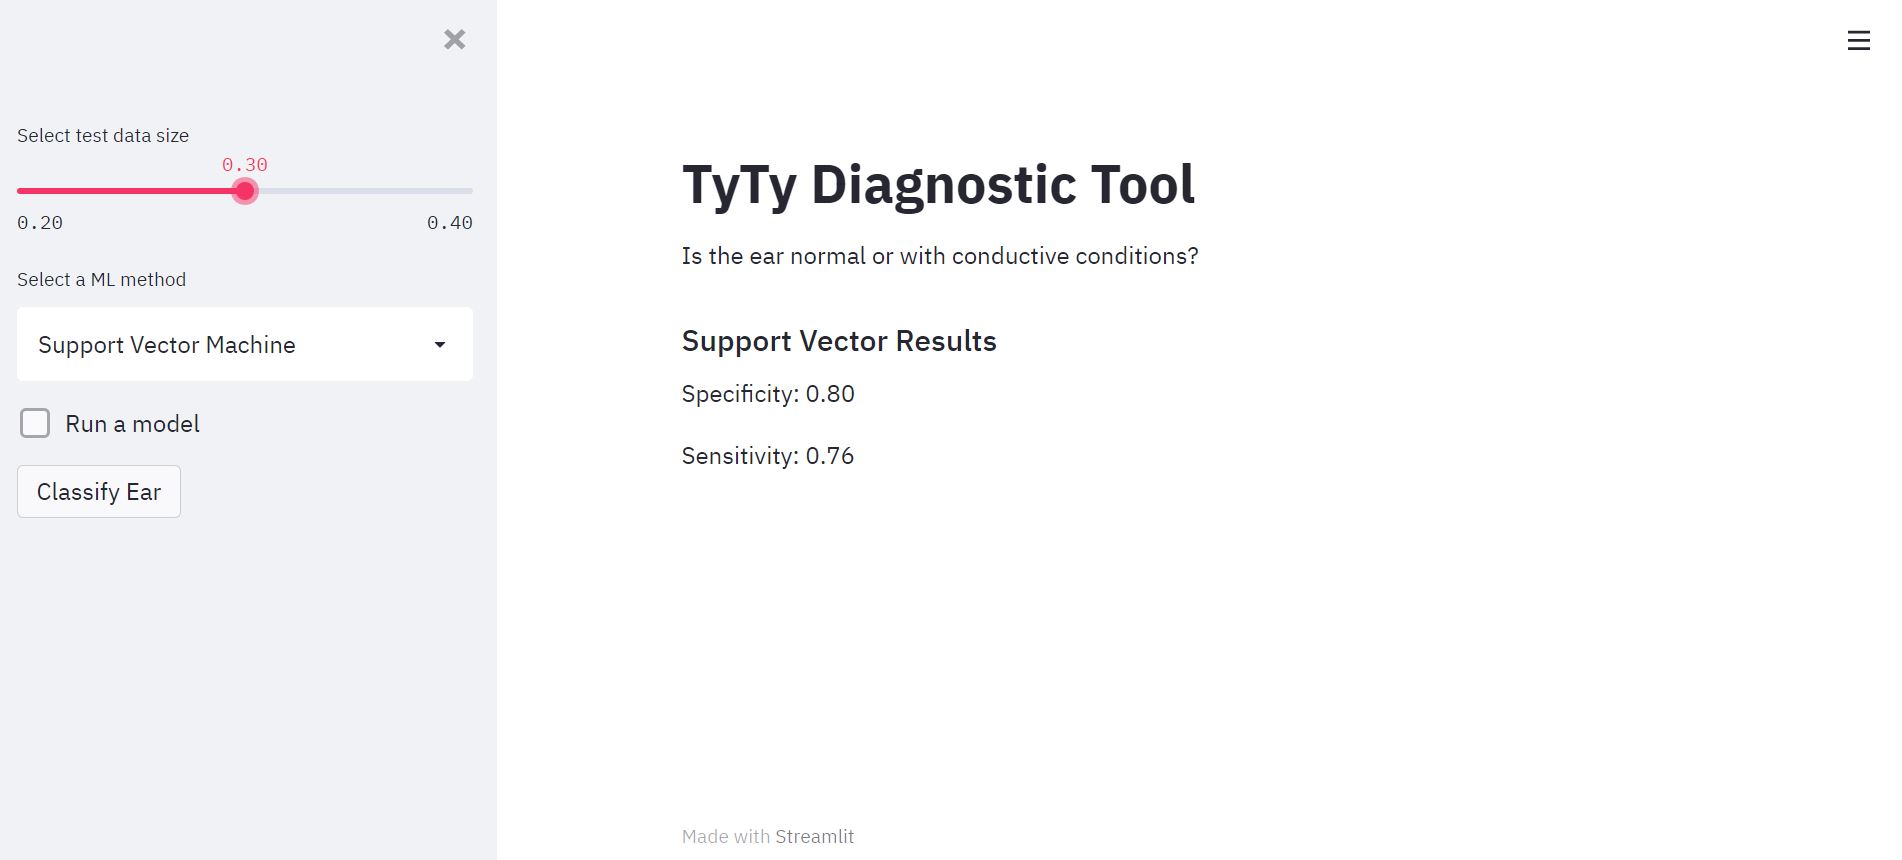 Select test data size
0.30
0.20 0.40
Select a ML method
Support Vector Machine
Run a model
Classify Ear
TyTy Diagnostic Tool
Is the ear normal or with conductive conditions?
Support Vector Results
Specificity: 0.80
Sensitivity: 0.76
Made with Streamlit